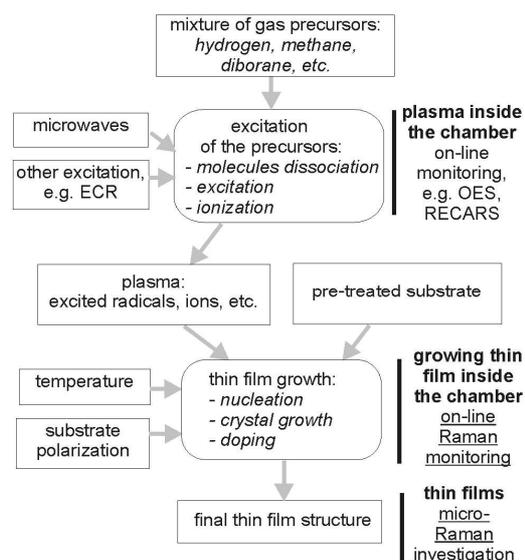 mixture of gas precursors:
hydrogen, methane,
diborane, etc.
microwaves
other excitation,
e.g. ECR
excitation
of the precursors:
- molecules dissociation
- excitation
- ionization
plasma inside
the chamber
on-line
monitoring,
e.g. OES,
RECARS
plasma:
excited radicals, ions, etc.
pre-treated substrate
temperature
substrate
polarization
thin film growth:
- nucleation
- crystal growth
- doping
growing thin
film inside
the chamber
on-line
Raman
monitoring
final thin film structure
thin films
micro-
Raman
investigation